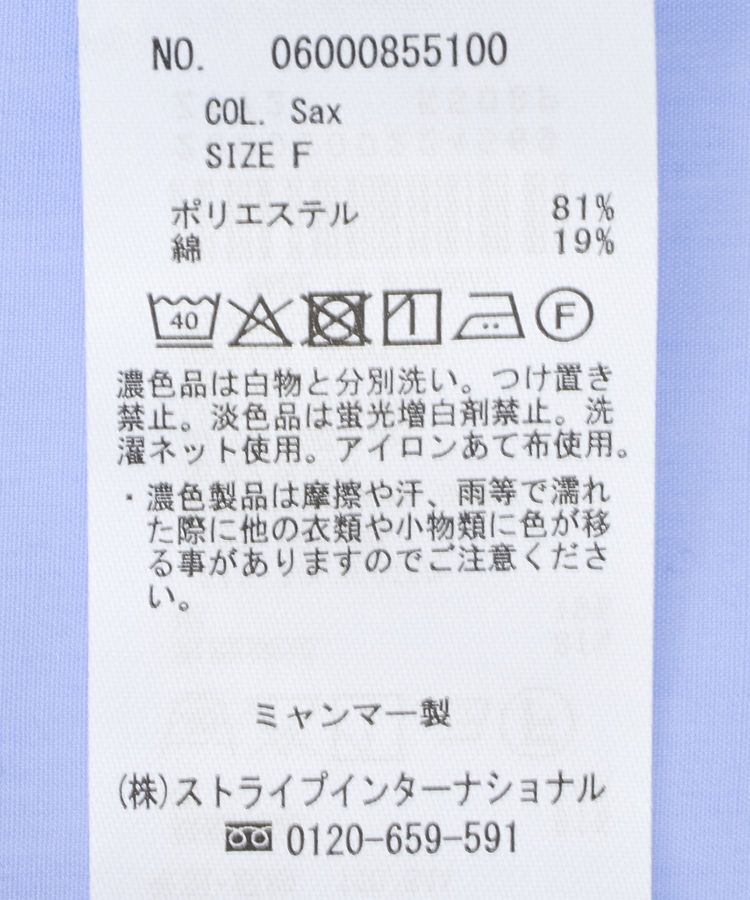 NO. 06000855100
COL. Sax
SIZE F
ポリエステル 81%
綿 19%
40 F
濃色品は白物と分別洗い。つけ置き
禁止。淡色品は蛍光増白剤禁止。洗
濯ネット使用。アイロンあて布使用。
・濃色製品は摩擦や汗、雨等で濡れ
た際に他の衣類や小物類に色が移
る事がありますのでご注意くださ
い。
ミャンマー製
(株)ストライプインターナショナル
0120-659-591